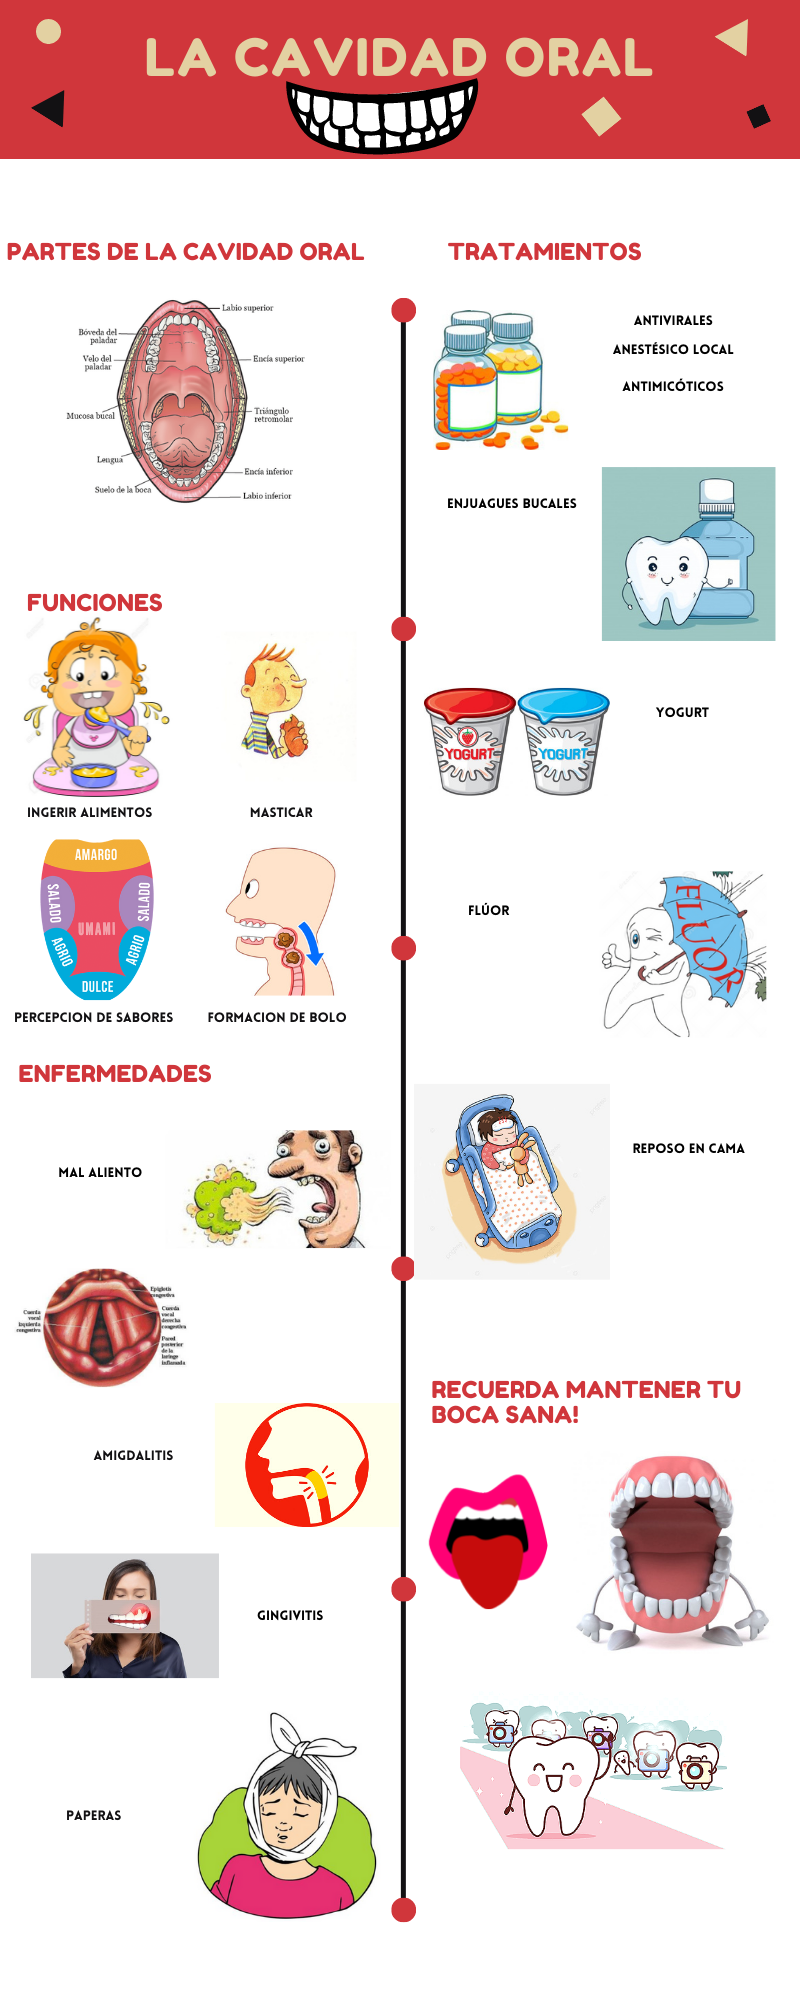 LA CAVIDAD ORAL
PARTES DE LA CAVIDAD ORAL
Labio superior
Bóveda del
paladar
Velo del
paladar
Encía superior
Mucosa bucal
Triángulo
retromolar
Lengua
Encía inferior
Suelo de la boca
Labio inferior
FUNCIONES
INGERIR ALIMENTOS
MASTICAR
AMARGO
SALADO
SALADO
UMAMI
AGRIO
AGRIO
DULCE
PERCEPCION DE SABORES
FORMACION DE BOLO
ENFERMEDADES
MAL ALIENTO
Epiglotis
congestiva
Cuerda
vocal
izquierda
congestiva
Cuerda
vocal
derecha
congestiva
Pared
posterior
de la
laringe
inflamada
AMIGDALITIS
GINGIVITIS
PAPERAS
TRATAMIENTOS
ANTIVIRALES
ANESTÉSICO LOCAL
ANTIMICÓTICOS
ENJUAGUES BUCALES
YOGURT
YOGURT
YOGURT
FLÚOR
FLUOR
REPOSO EN CAMA
RECUERDA MANTENER TU
BOCA SANA!